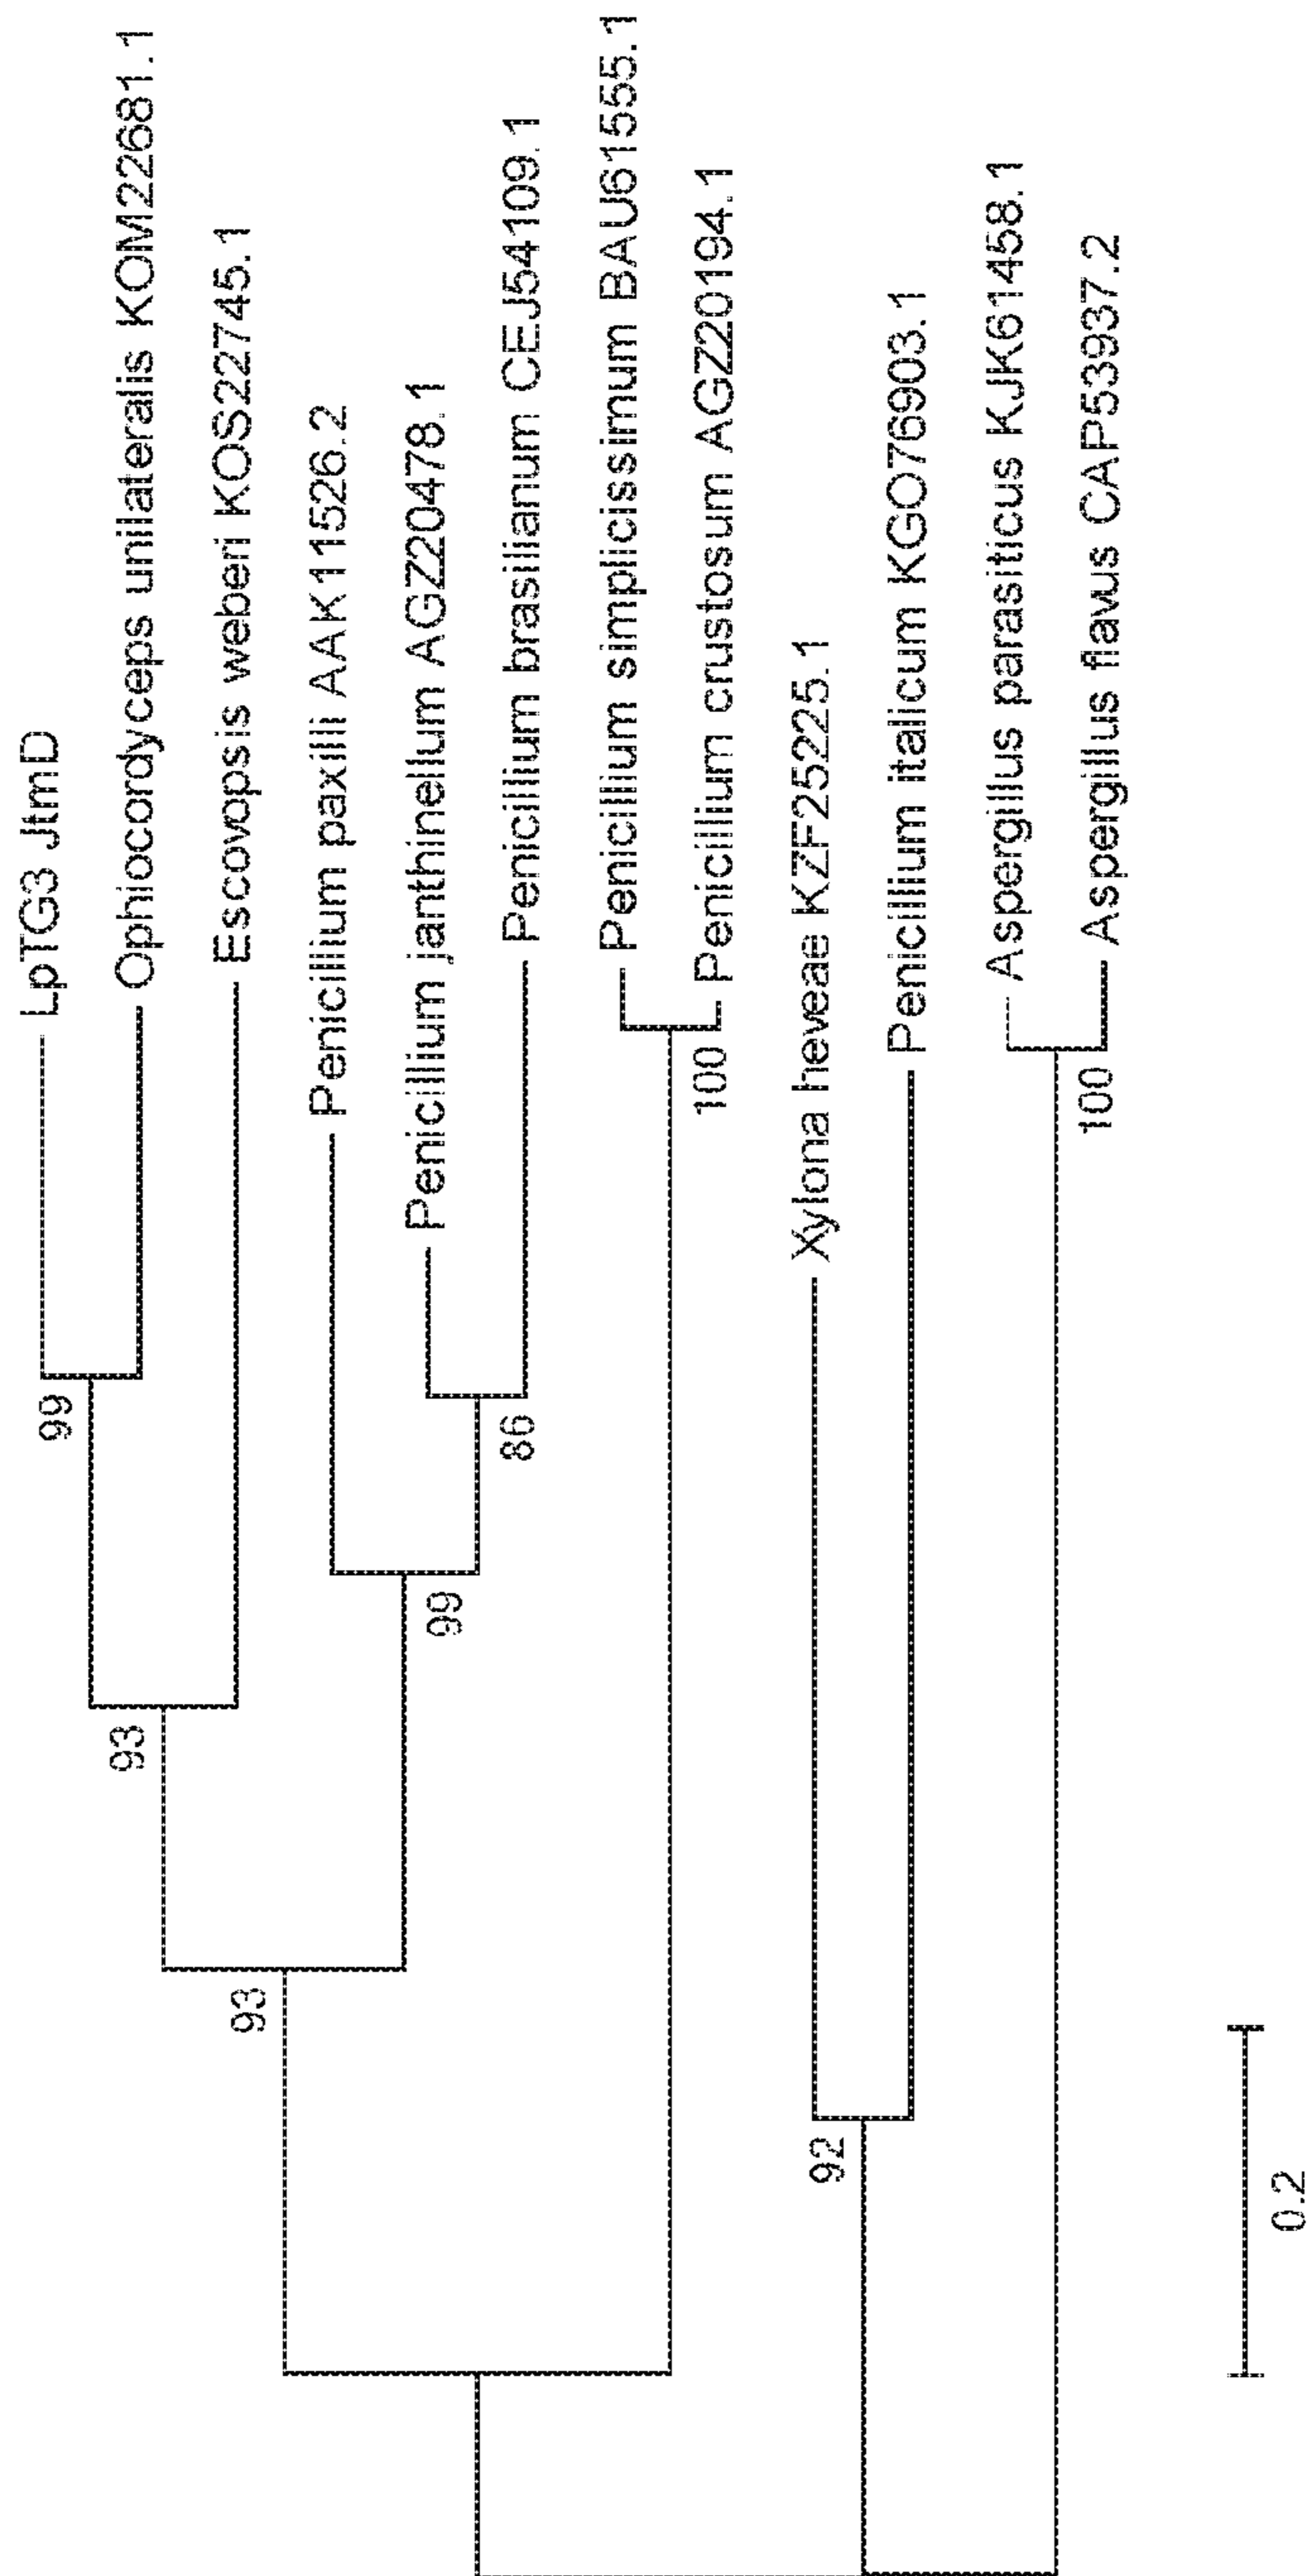 LpTG3 JtmD
Ophiocordyceps unilateralis KOM22681.1
Escovopsis weberi KOS22745.1
Penicillium paxilli AAK11526.2
Penicillium janthinellum AGZ20478.1
Penicillium brasilianum CEJ54109.1
Penicillium simplicissimum BAU61555.1
Penicillium crustosum AGZ20194.1
Xylona heveae KZF25225.1
Penicillium italicum KGO76903.1
Aspergillus parasiticus KJK61458.1
Aspergillus flavus CAP53937.2
99
93
93
99
86
100
92
100
0.2